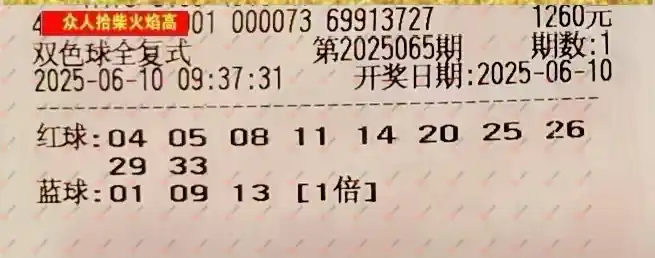 众人拾柴火焰高
001 000073 69913727 1260元
双色球全复式 第2025065期 期数:1
2025-06-10 09:37:31 开奖日期:2025-06-10
红球:04 05 08 11 14 20 25 26
29 33
蓝球:01 09 13 [1倍]